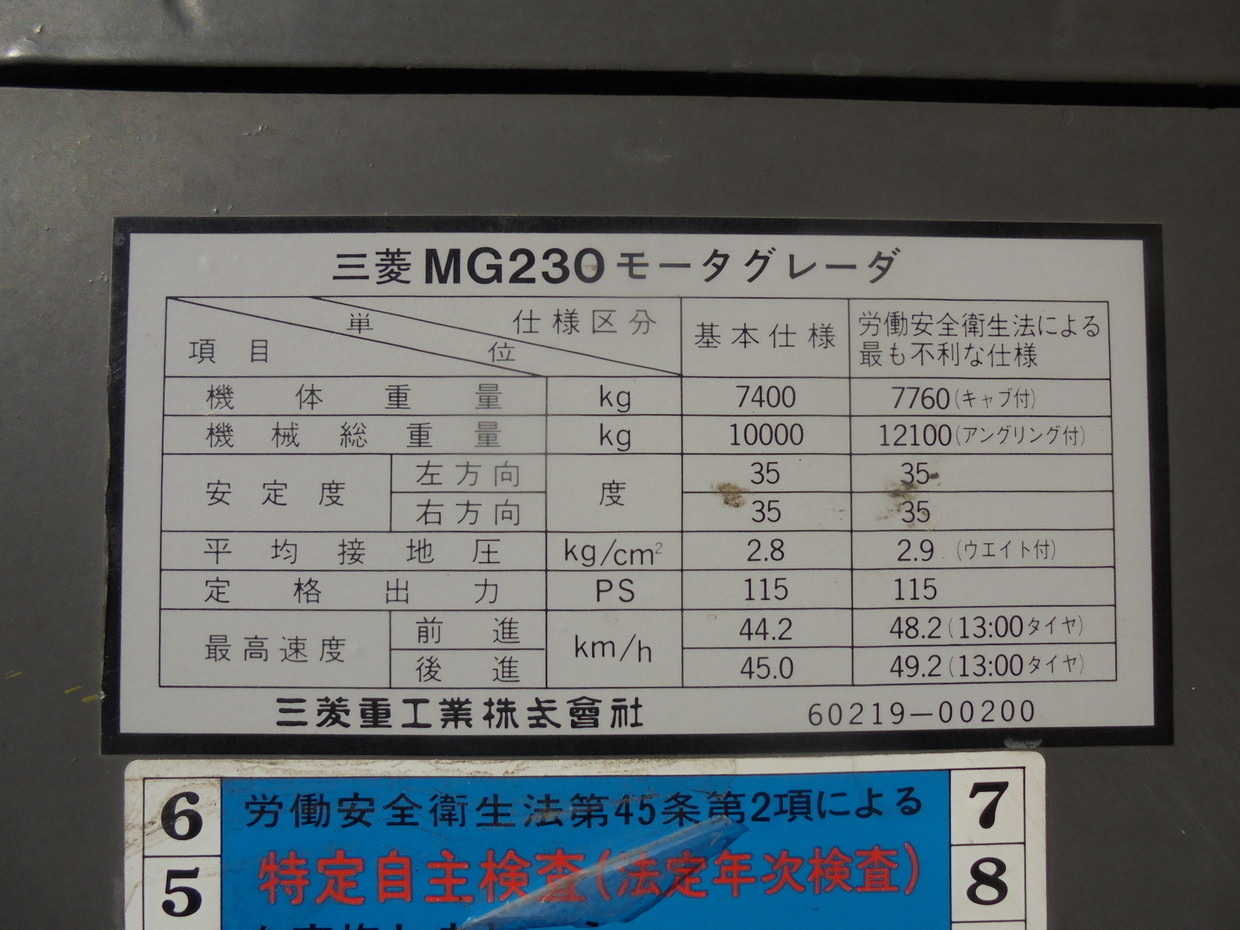 三菱 MG230 モータグレーダ
項目 単位 仕様区分 基本仕様 労働安全衛生法による
最も不利な仕様
機体重量 kg 7400 7760(キャブ付)
機械総重量 kg 10000 12100(アングリング付)
安定度 左方向 度 35 35
右方向 35 35
平均接地圧 kg/cm² 2.8 2.9 (ウエイト付)
定格出力 PS 115 115
最高速度 前進 km/h 44.2 48.2(13:00タイヤ)
後進 45.0 49.2(13:00タイヤ)
三菱重工業株式會社 60219-00200
6 労働安全衛生法第45条第2項による 7
5 特定自主検査(法定年次検査) 8